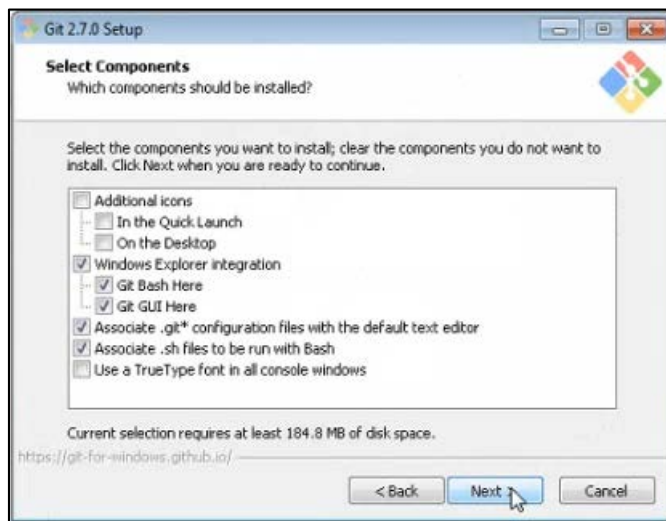 Git 2.7.0 Setup
Select Components
Which components should be installed?
Select the components you want to install; clear the components you do not want to
install. Click Next when you are ready to continue.
Additional icons
In the Quick Launch
On the Desktop
Windows Explorer integration
Git Bash Here
Git GUI Here
Associate .git* configuration files with the default text editor
Associate .sh files to be run with Bash
Use a TrueType font in all console windows
Current selection requires at least 184.8 MB of disk space.
https://git-for-windows.github.io/
< Back Next > Cancel